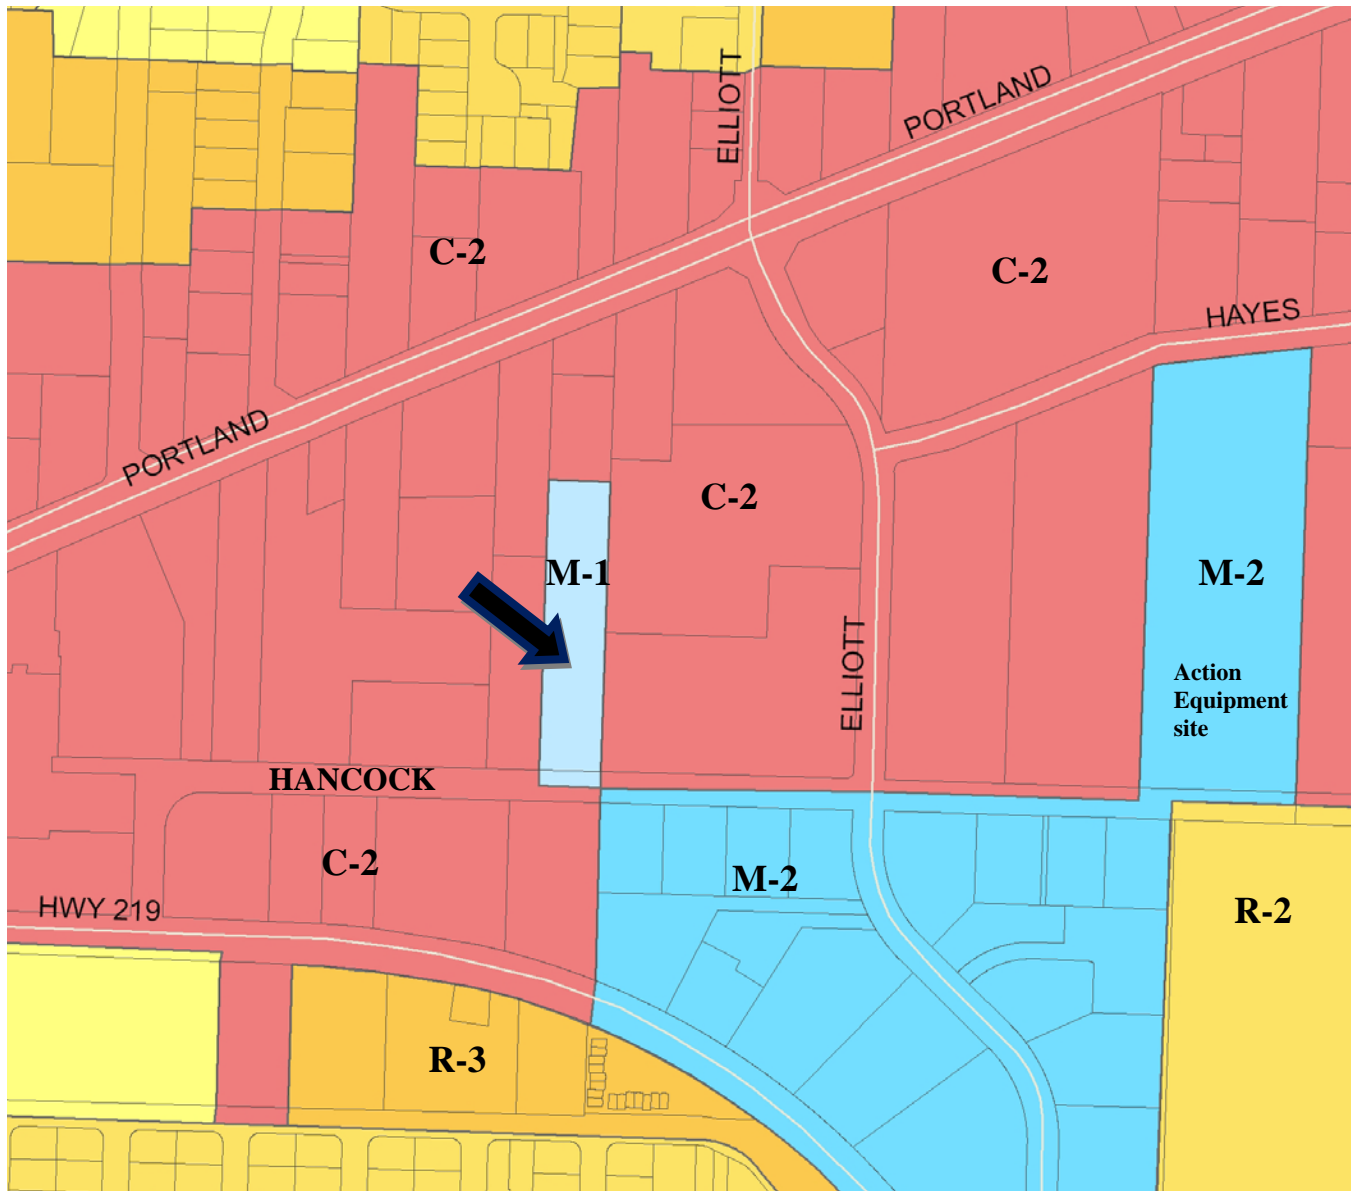 ELLIOTT
PORTLAND
C-2
C-2
HAYES
PORTLAND
C-2
M-1
M-2
ELLIOTT
Action
Equipment
site
HANCOCK
C-2
M-2
HWY 219
R-2
R-3